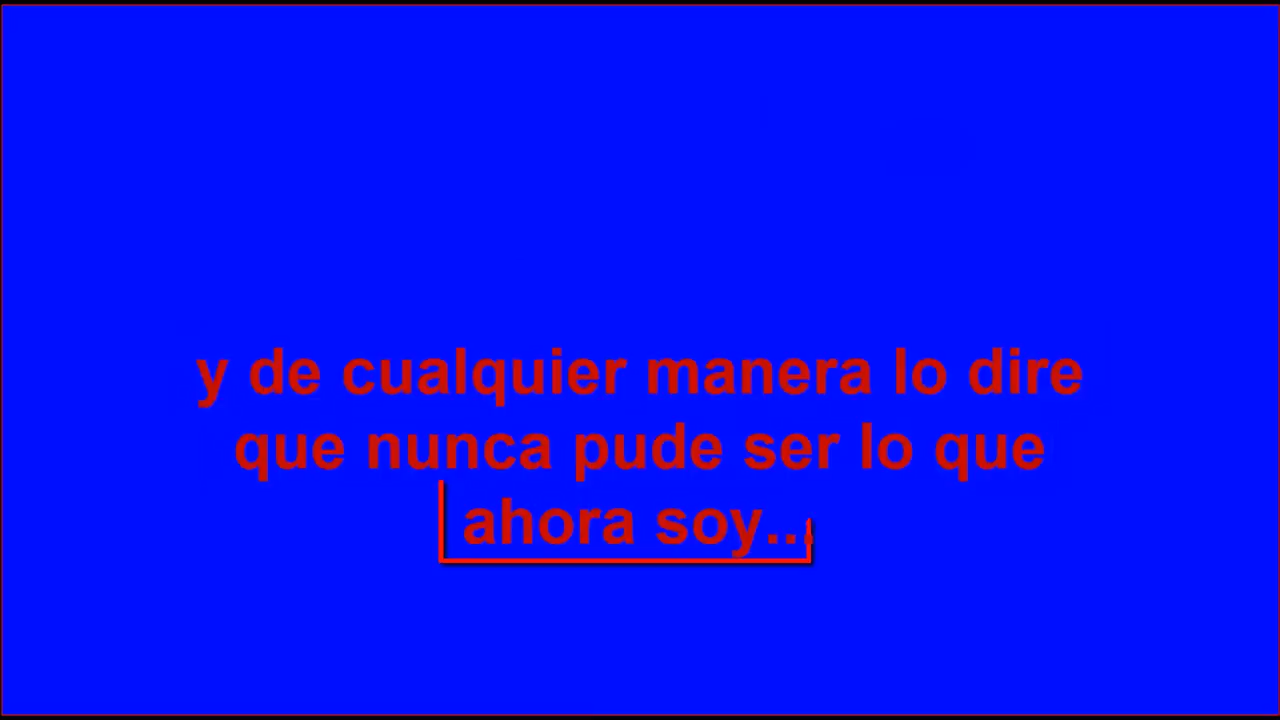 y de cualquier manera lo dire
que nunca pude ser lo que
ahora soy...